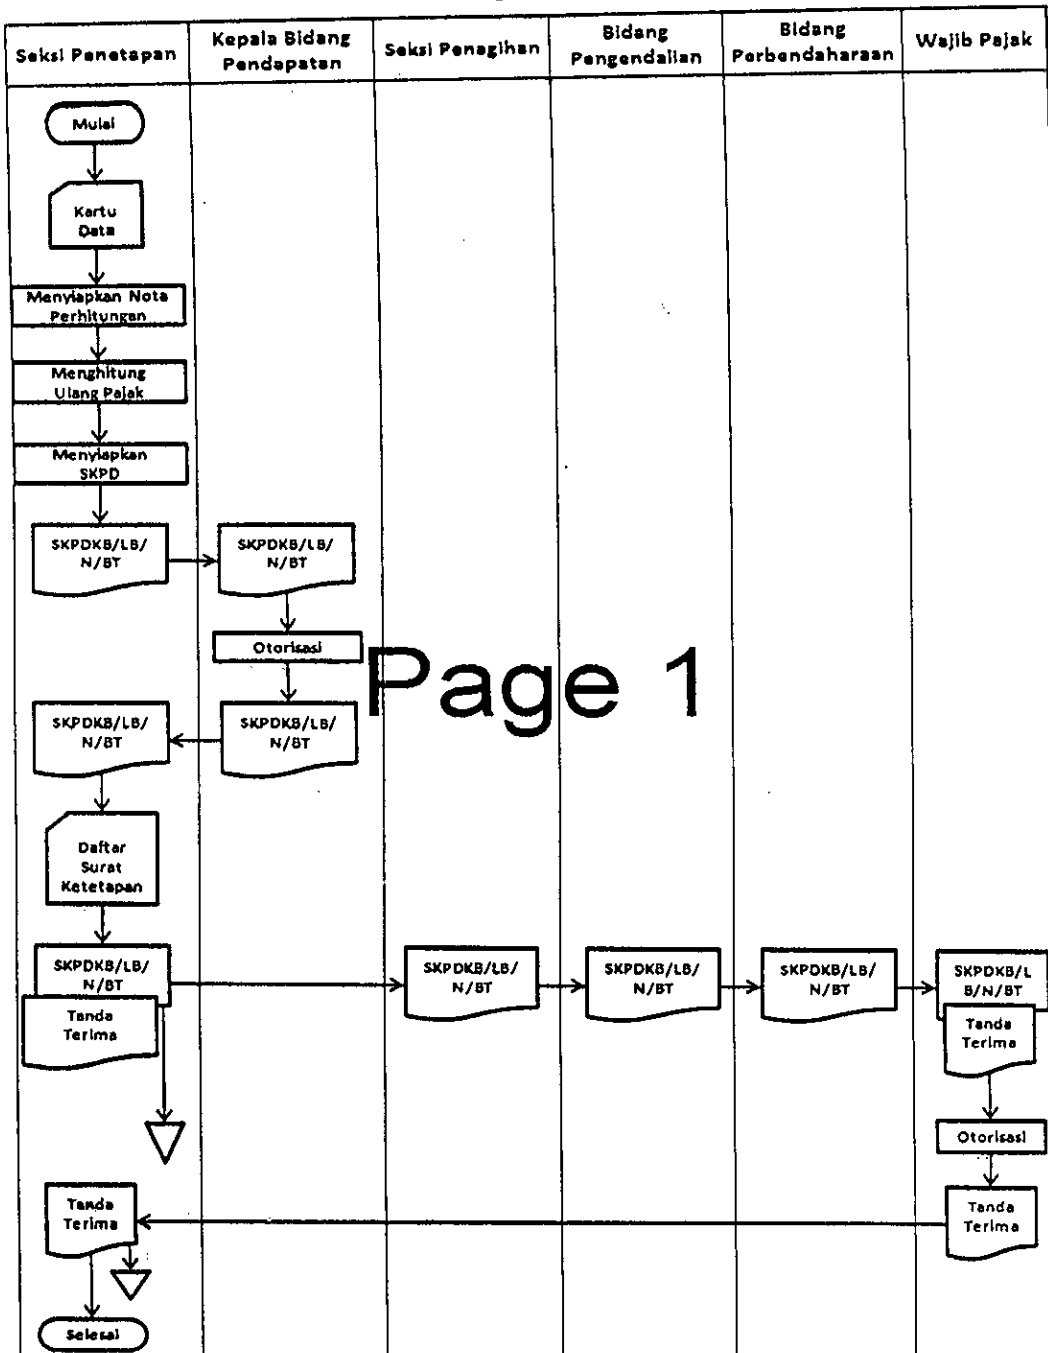 Seksi Penetapan
Kepala Bidang
Pendapatan
Seksi Penagihan
Bidang
Pengendalian
Bidang
Perbendaharaan
Wajib Pajak
Mulai
Kartu
Data
Menyiapkan Nota
Perhitungan
Menghitung
Ulang Pajak
Menyiapkan
SKPD
SKPDKB/LB/
N/BT
SKPDKB/LB/
N/BT
Otorisasi
Page 1
SKPDKB/LB/
N/BT
SKPDKB/LB/
N/BT
Daftar
Surat
Ketetapan
SKPDKB/LB/
N/BT
Tanda
Terima
SKPDKB/LB/
N/BT
SKPDKB/LB/
N/BT
SKPDKB/LB/
N/BT
SKPDKB/L
B/N/BT
Tanda
Terima
Otorisasi
Tanda
Terima
Tanda
Terima
Selesai